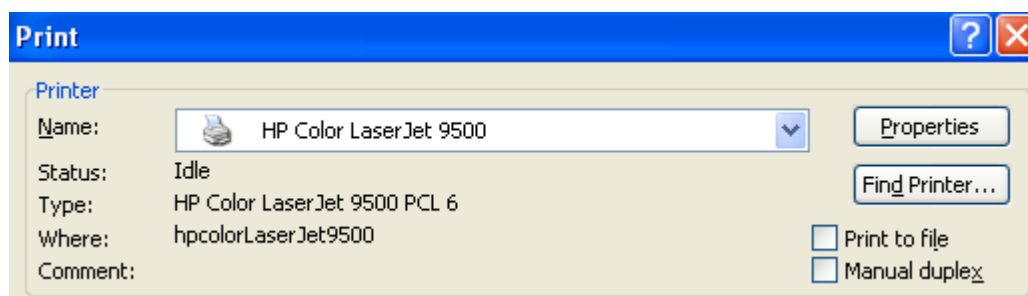 Print
Printer
Name: HP Color LaserJet 9500 Properties
Status: Idle
Find Printer...
Type: HP Color LaserJet 9500 PCL 6
Where: hpcolorLaserJet9500 Print to file
Comment: Manual duplex